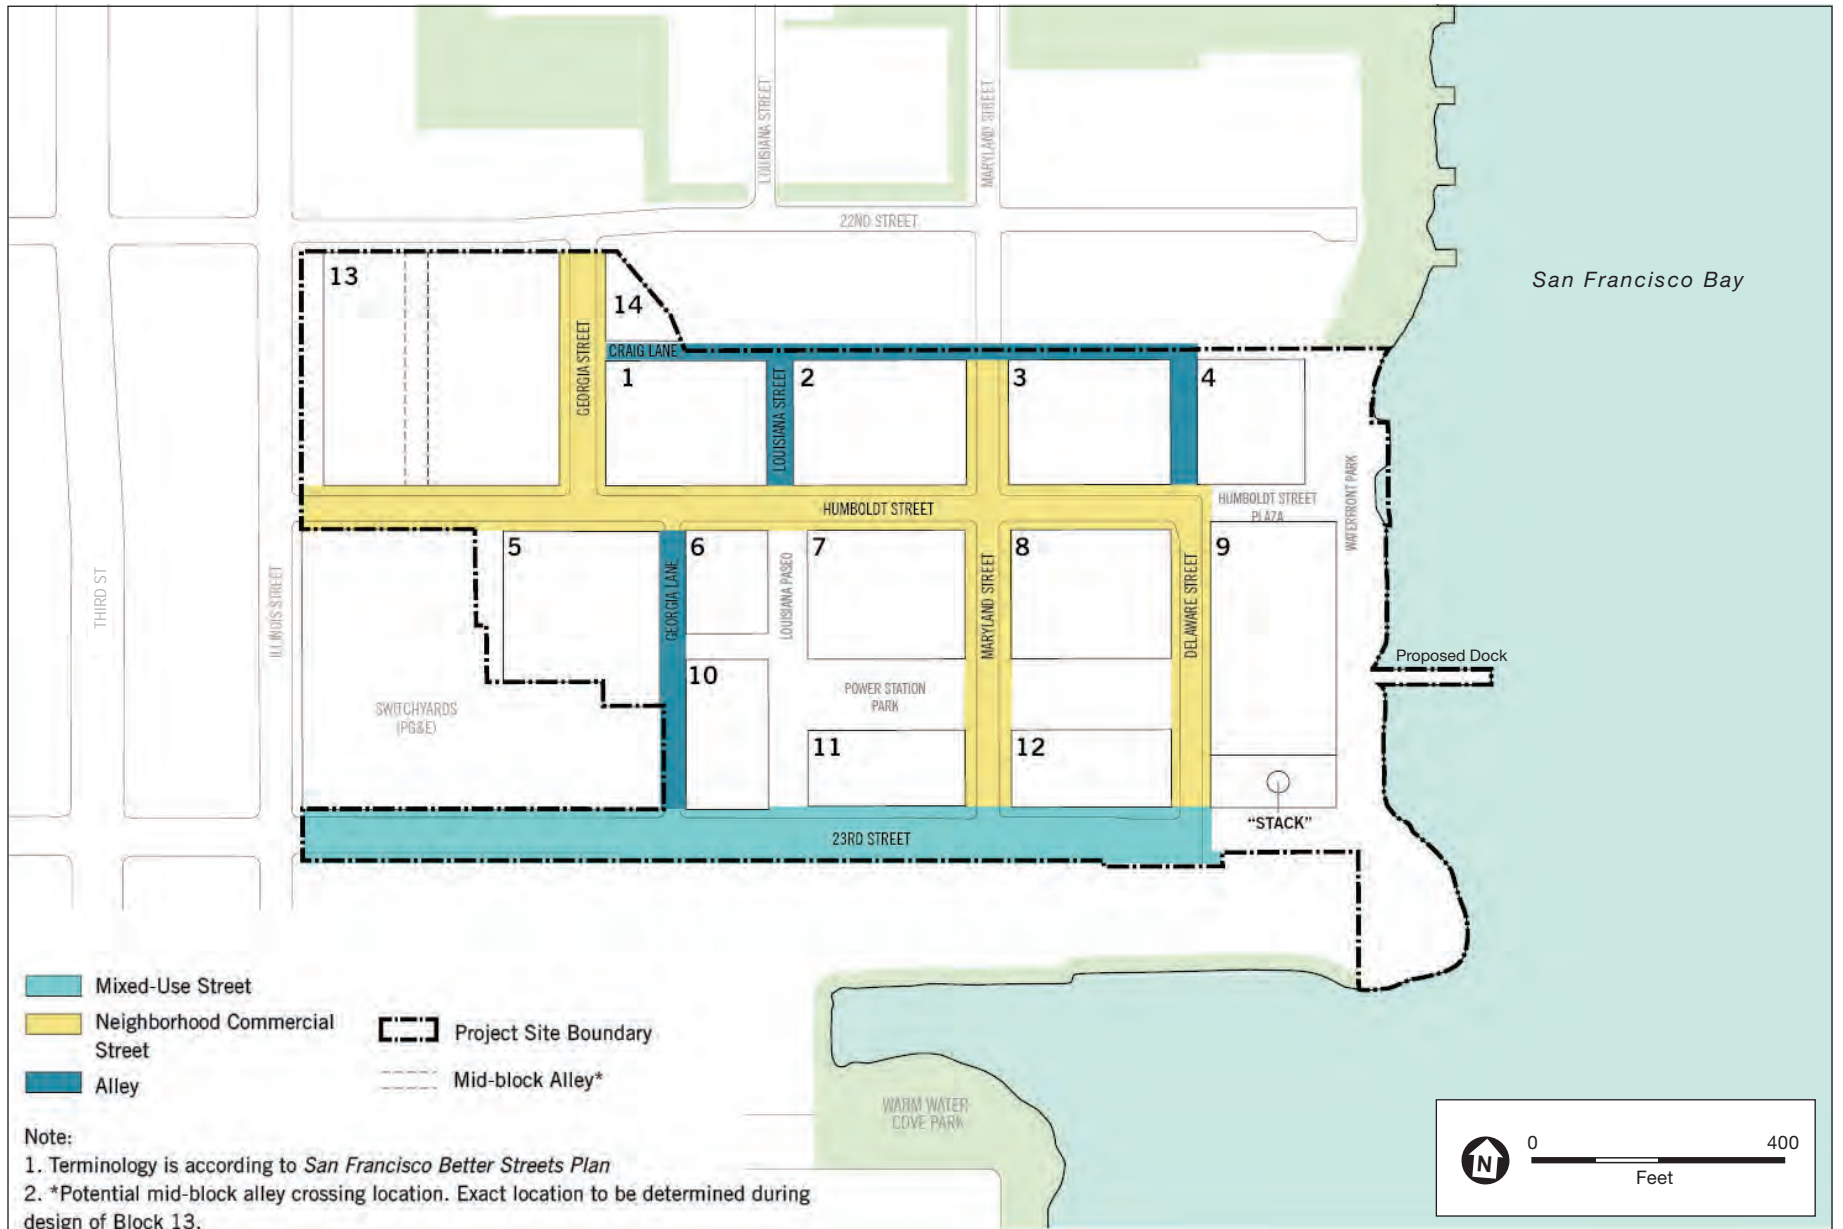 LOUISIANA STREET
MARYLAND STREET
22ND STREET
San Francisco Bay
13
14
GEORGIA STREET
CRAIG LANE
1
LOUISIANA STREET
2
3
4
HUMBOLDT STREET
HUMBOLDT STREET
PLAZA
WATERFRONT PARK
THIRD ST
ILLINOIS STREET
5
GEORGIA LANE
6
LOUISIANA PASEO
7
MARYLAND STREET
8
DELAWARE STREET
9
Proposed Dock
10
POWER STATION
PARK
SWITCHYARDS
(PG&E)
11
12
"STACK"
23RD STREET
Mixed-Use Street
Neighborhood Commercial
Street
Alley
Project Site Boundary
Mid-block Alley*
WARM WATER
COVE PARK
Note:
1. Terminology is according to San Francisco Better Streets Plan
2. *Potential mid-block alley crossing location. Exact location to be determined during
design of Block 13.
N
0 400
Feet